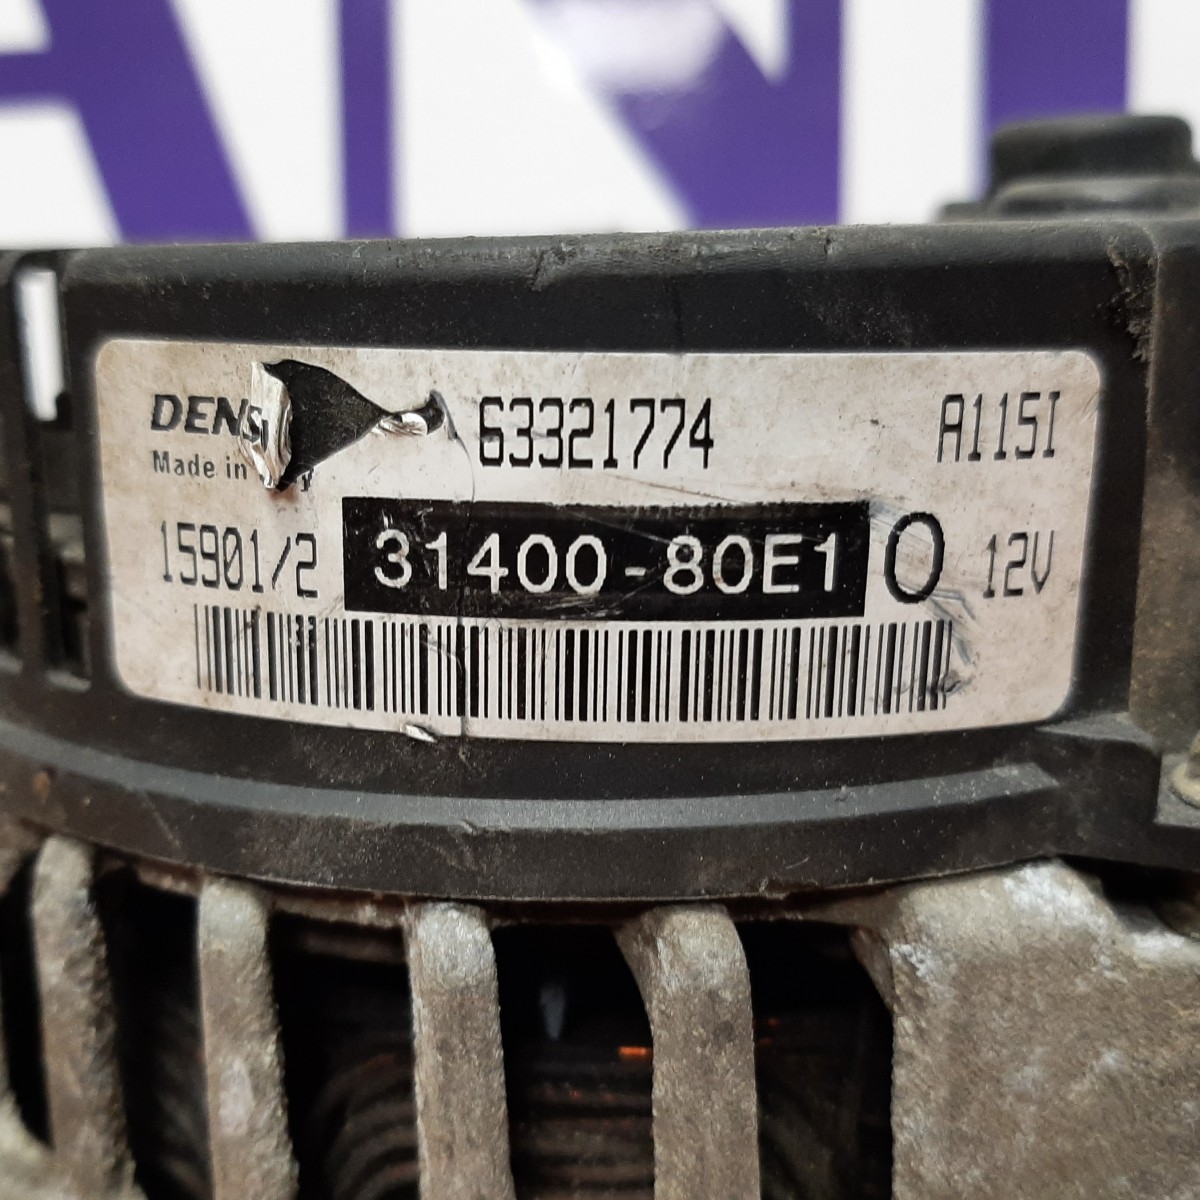 DENS 63321774 A115I
Made in
15901/2 31400-80E1 0 12V